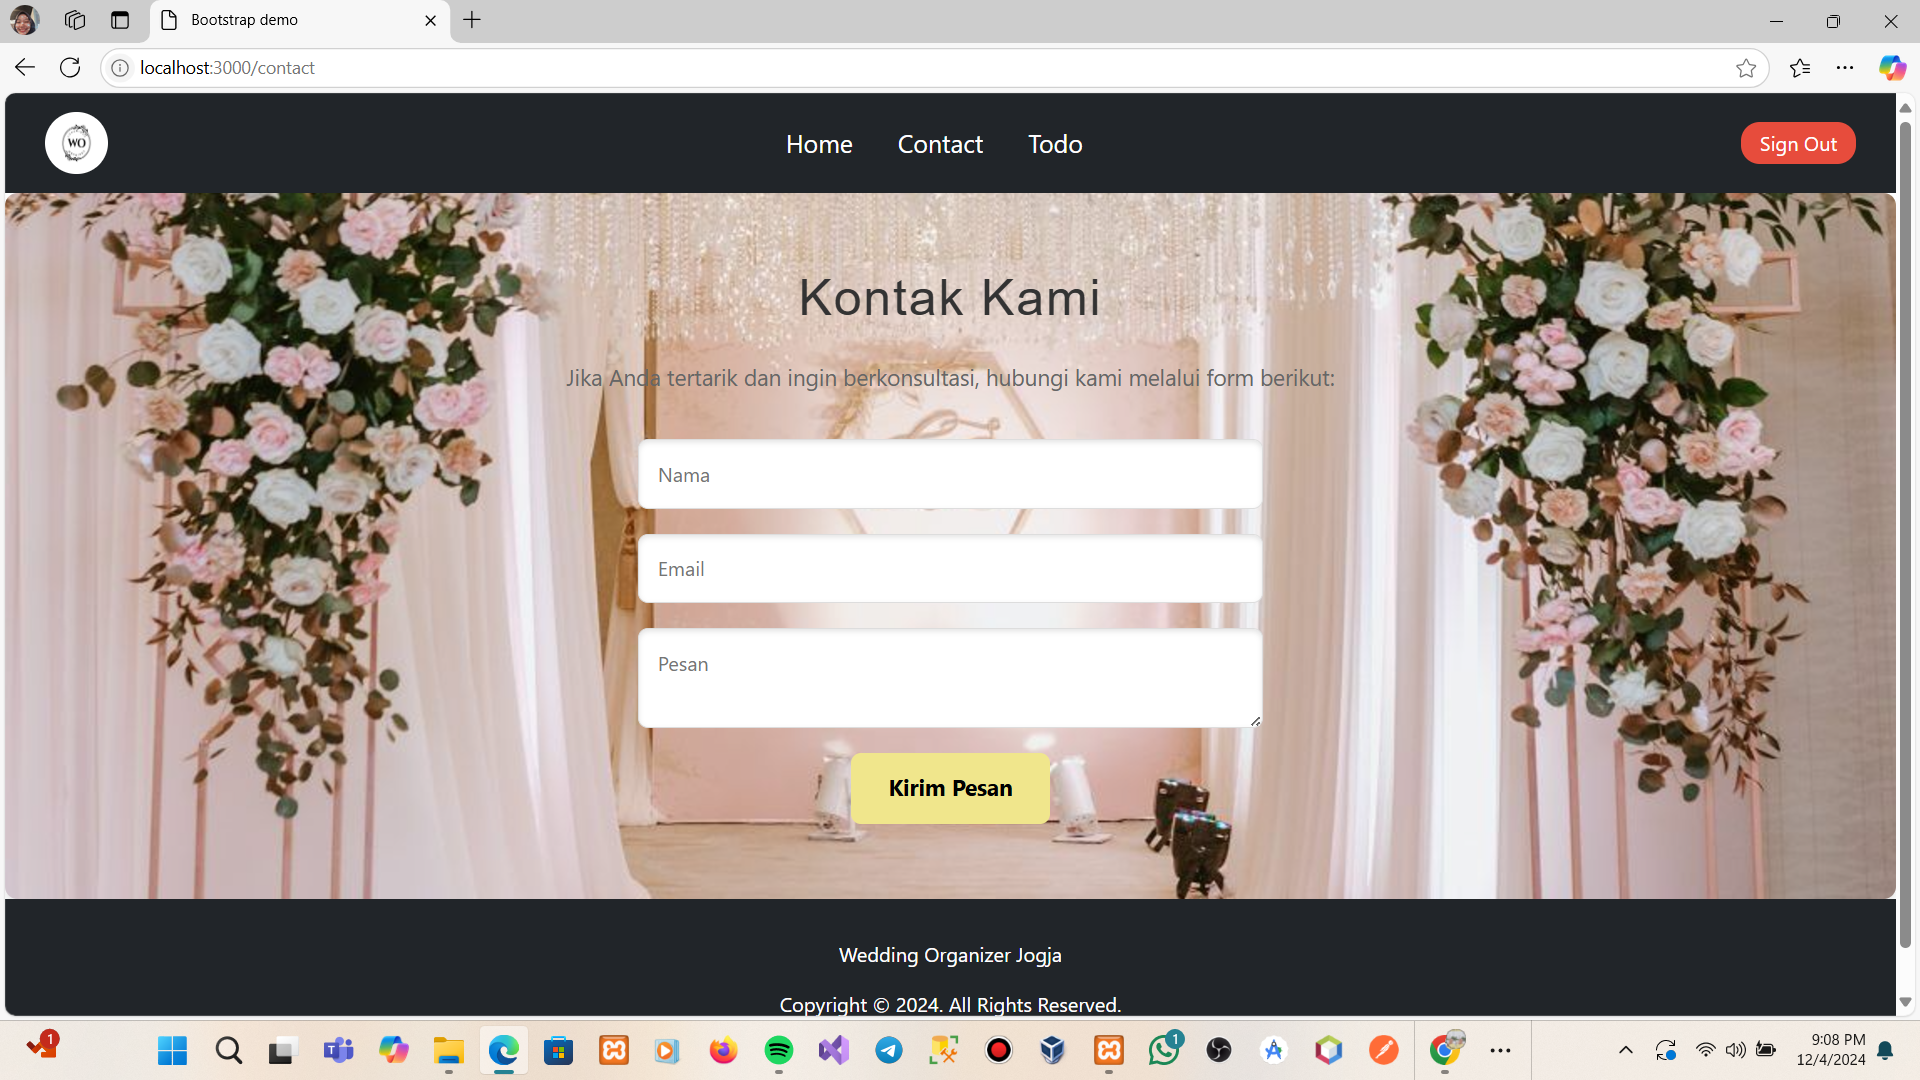 Bootstrap demo
localhost:3000/contact
WO
Home
Contact
Todo
Sign Out
Kontak Kami
Jika Anda tertarik dan ingin berkonsultasi, hubungi kami melalui form berikut:
Nama
Email
Pesan
Kirim Pesan
Wedding Organizer Jogja
Copyright © 2024. All Rights Reserved.
1
1
9:08 PM
12/4/2024